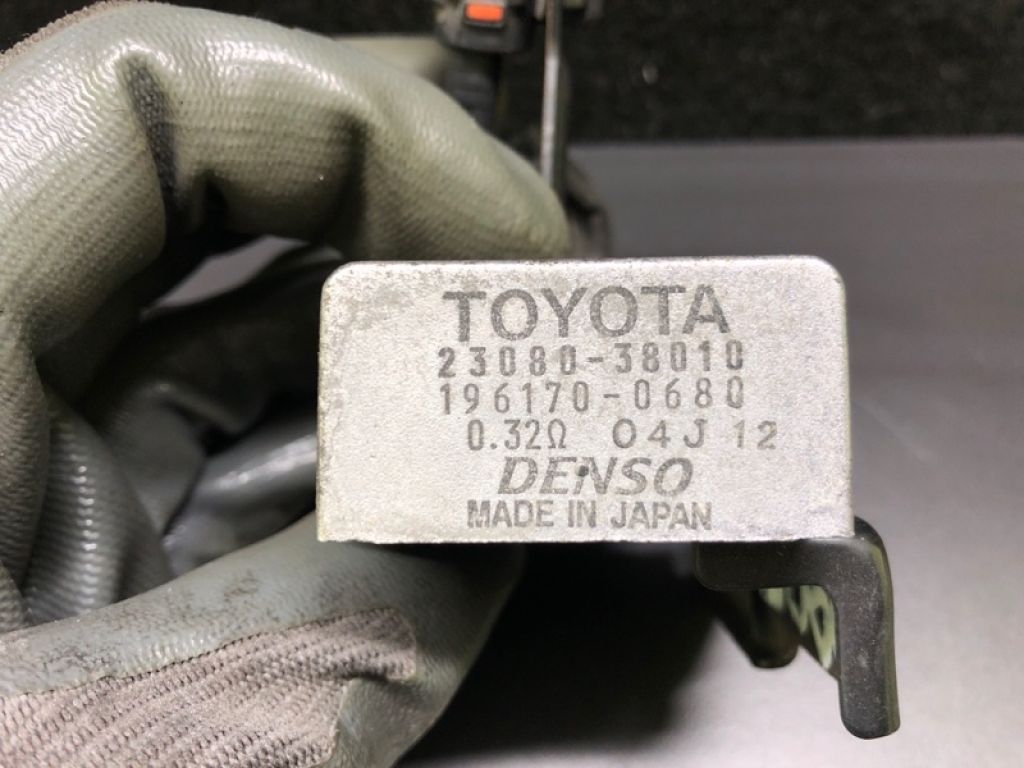 TOYOTA
23080-38010
196170-0680
0.32Ω 04J 12
DENSO
MADE IN JAPAN